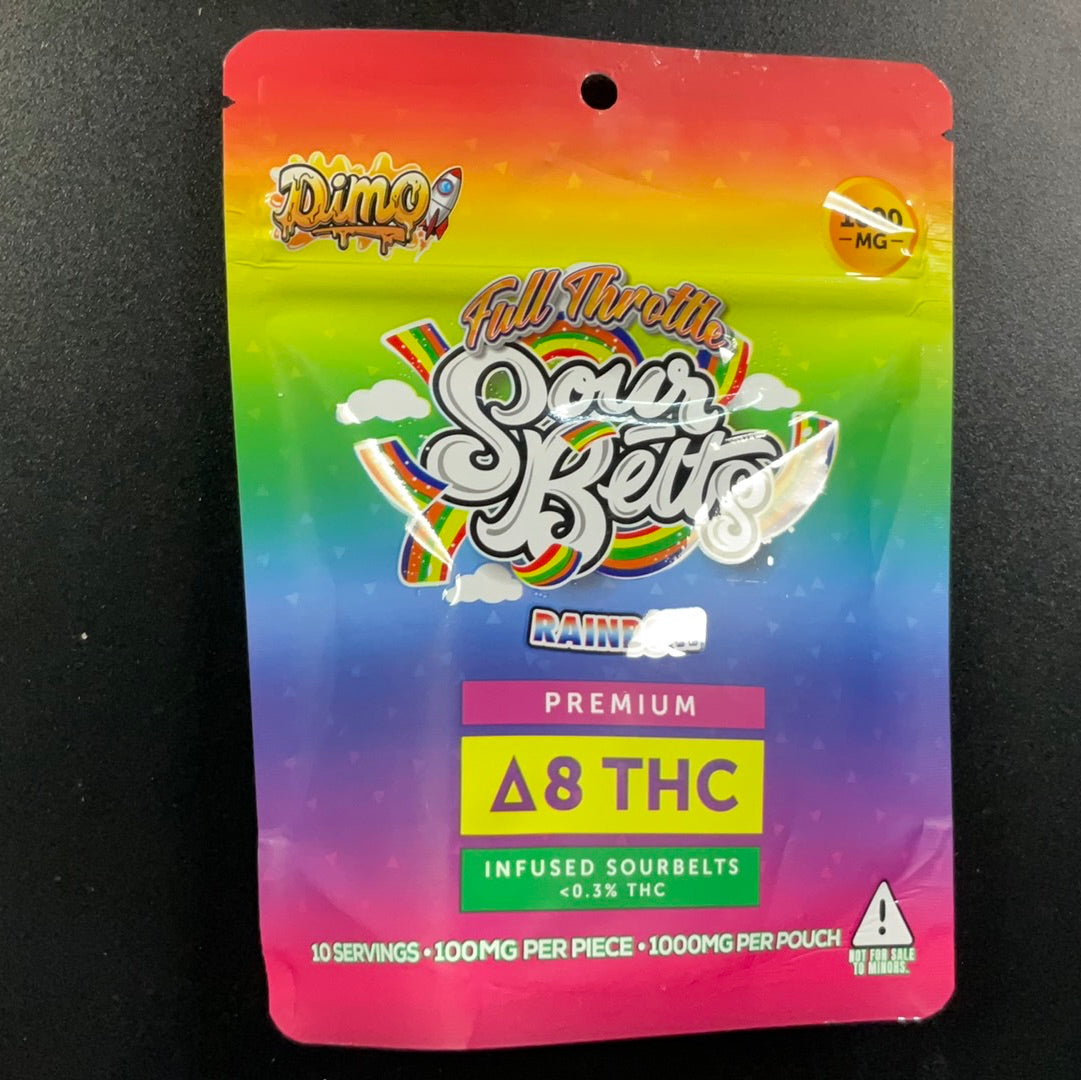 Dimo
1000
-MG-
Full Throttle
Sour
Belts
PREMIUM
Δ8 THC
INFUSED SOURBELTS
<0.3% THC
10 SERVINGS • 100MG PER PIECE • 1000MG PER POUCH
NOT FOR SALE
TO MINORS.